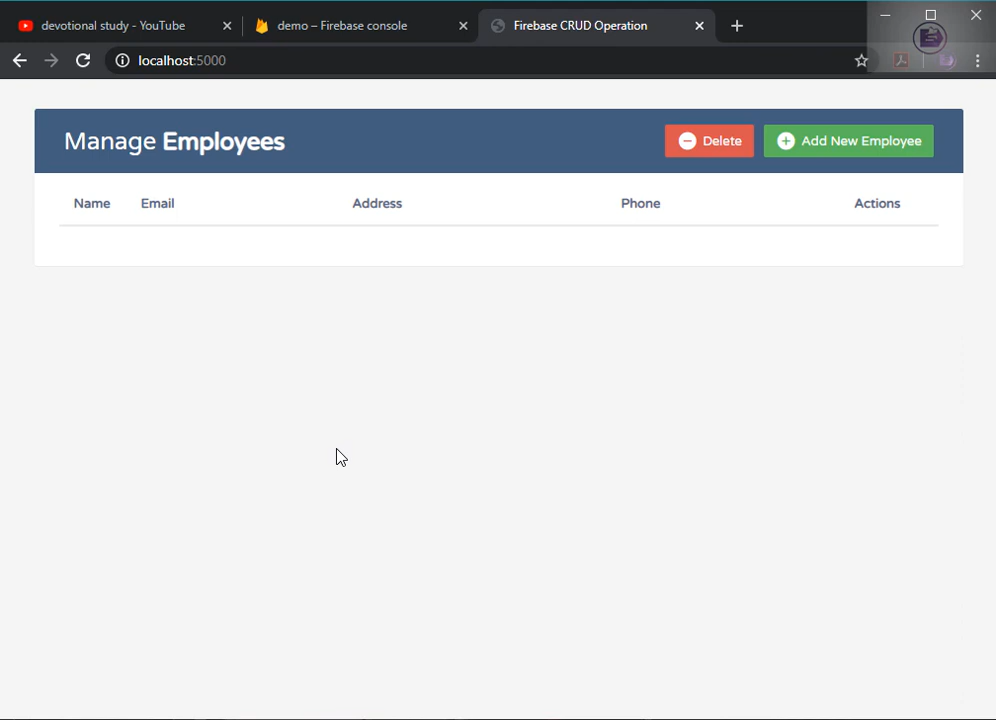 devotional study - YouTube
demo – Firebase console
Firebase CRUD Operation
localhost:5000
Manage Employees
Delete
Add New Employee
Name Email Address Phone Actions